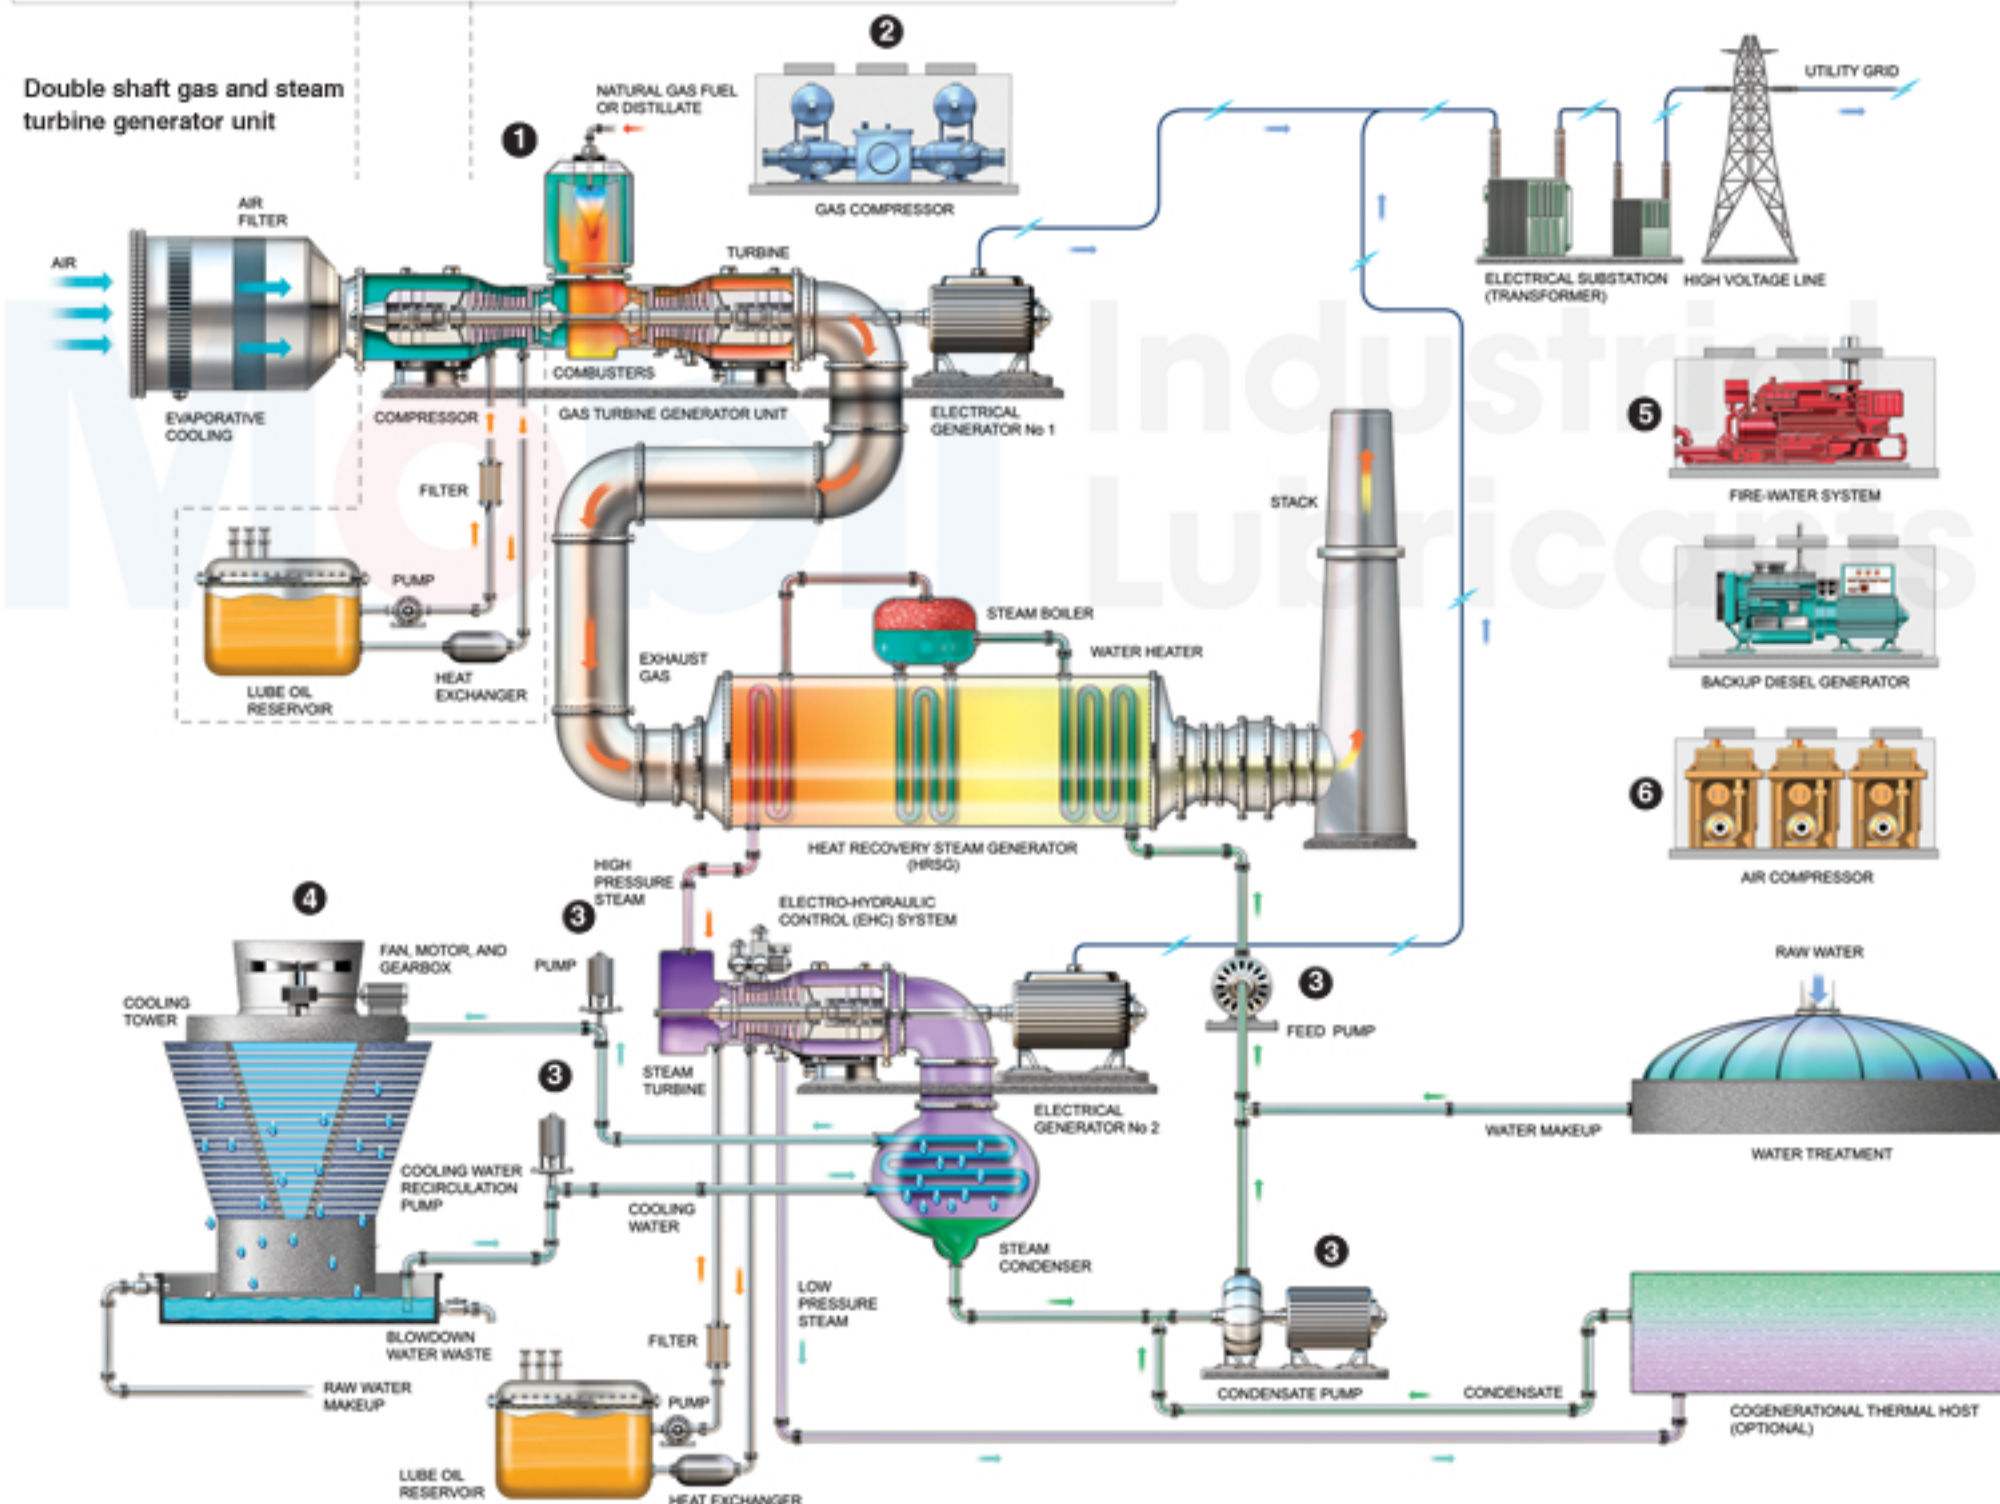 Double shaft gas and steam
turbine generator unit
1
NATURAL GAS FUEL
OR DISTILLATE
2
GAS COMPRESSOR
UTILITY GRID
ELECTRICAL SUBSTATION
(TRANSFORMER)
HIGH VOLTAGE LINE
AIR
AIR
FILTER
TURBINE
EVAPORATIVE
COOLING
COMPRESSOR
COMBUSTERS
GAS TURBINE GENERATOR UNIT
ELECTRICAL
GENERATOR No 1
Mobil
Industrial
Lubricants
FILTER
PUMP
LUBE OIL
RESERVOIR
HEAT
EXCHANGER
EXHAUST
GAS
STEAM BOILER
WATER HEATER
STACK
5
FIRE-WATER SYSTEM
BACKUP DIESEL GENERATOR
6
AIR COMPRESSOR
HEAT RECOVERY STEAM GENERATOR
(HRSG)
HIGH
PRESSURE
STEAM
ELECTRO-HYDRAULIC
CONTROL (EHC) SYSTEM
4
FAN, MOTOR, AND
GEARBOX
COOLING
TOWER
3
PUMP
3
STEAM
TURBINE
ELECTRICAL
GENERATOR No 2
3
FEED PUMP
RAW WATER
WATER MAKEUP
WATER TREATMENT
COOLING WATER
RECIRCULATION
PUMP
COOLING
WATER
STEAM
CONDENSER
3
LOW
PRESSURE
STEAM
BLOWDOWN
WATER WASTE
RAW WATER
MAKEUP
FILTER
PUMP
LUBE OIL
RESERVOIR
HEAT EXCHANGER
CONDENSATE PUMP
CONDENSATE
COGENERATIONAL THERMAL HOST
(OPTIONAL)